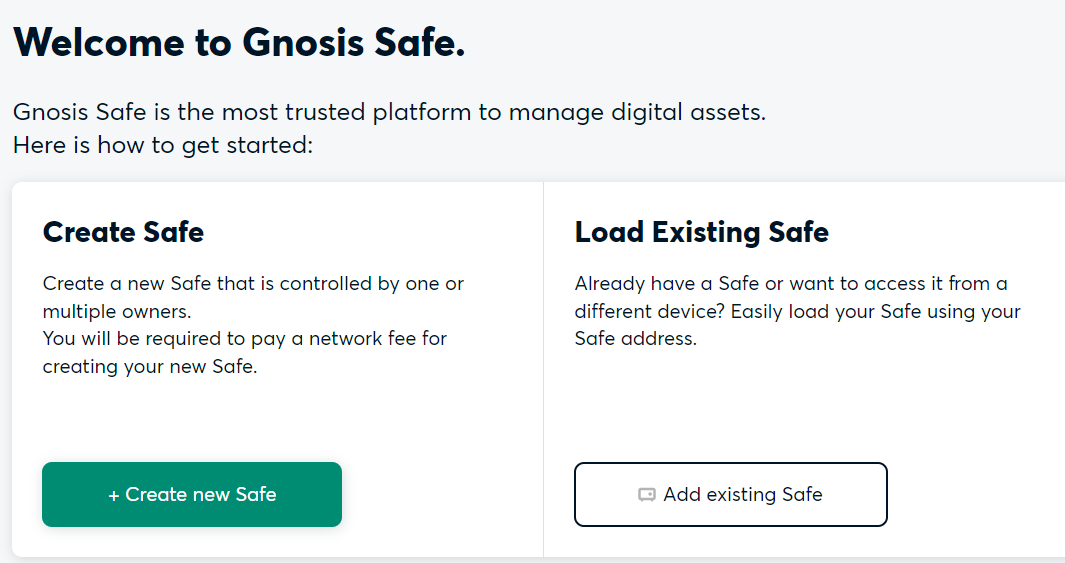 Welcome to Gnosis Safe.
Gnosis Safe is the most trusted platform to manage digital assets.
Here is how to get started:
Create Safe
Create a new Safe that is controlled by one or
multiple owners.
You will be required to pay a network fee for
creating your new Safe.
+ Create new Safe
Load Existing Safe
Already have a Safe or want to access it from a
different device? Easily load your Safe using your
Safe address.
Add existing Safe